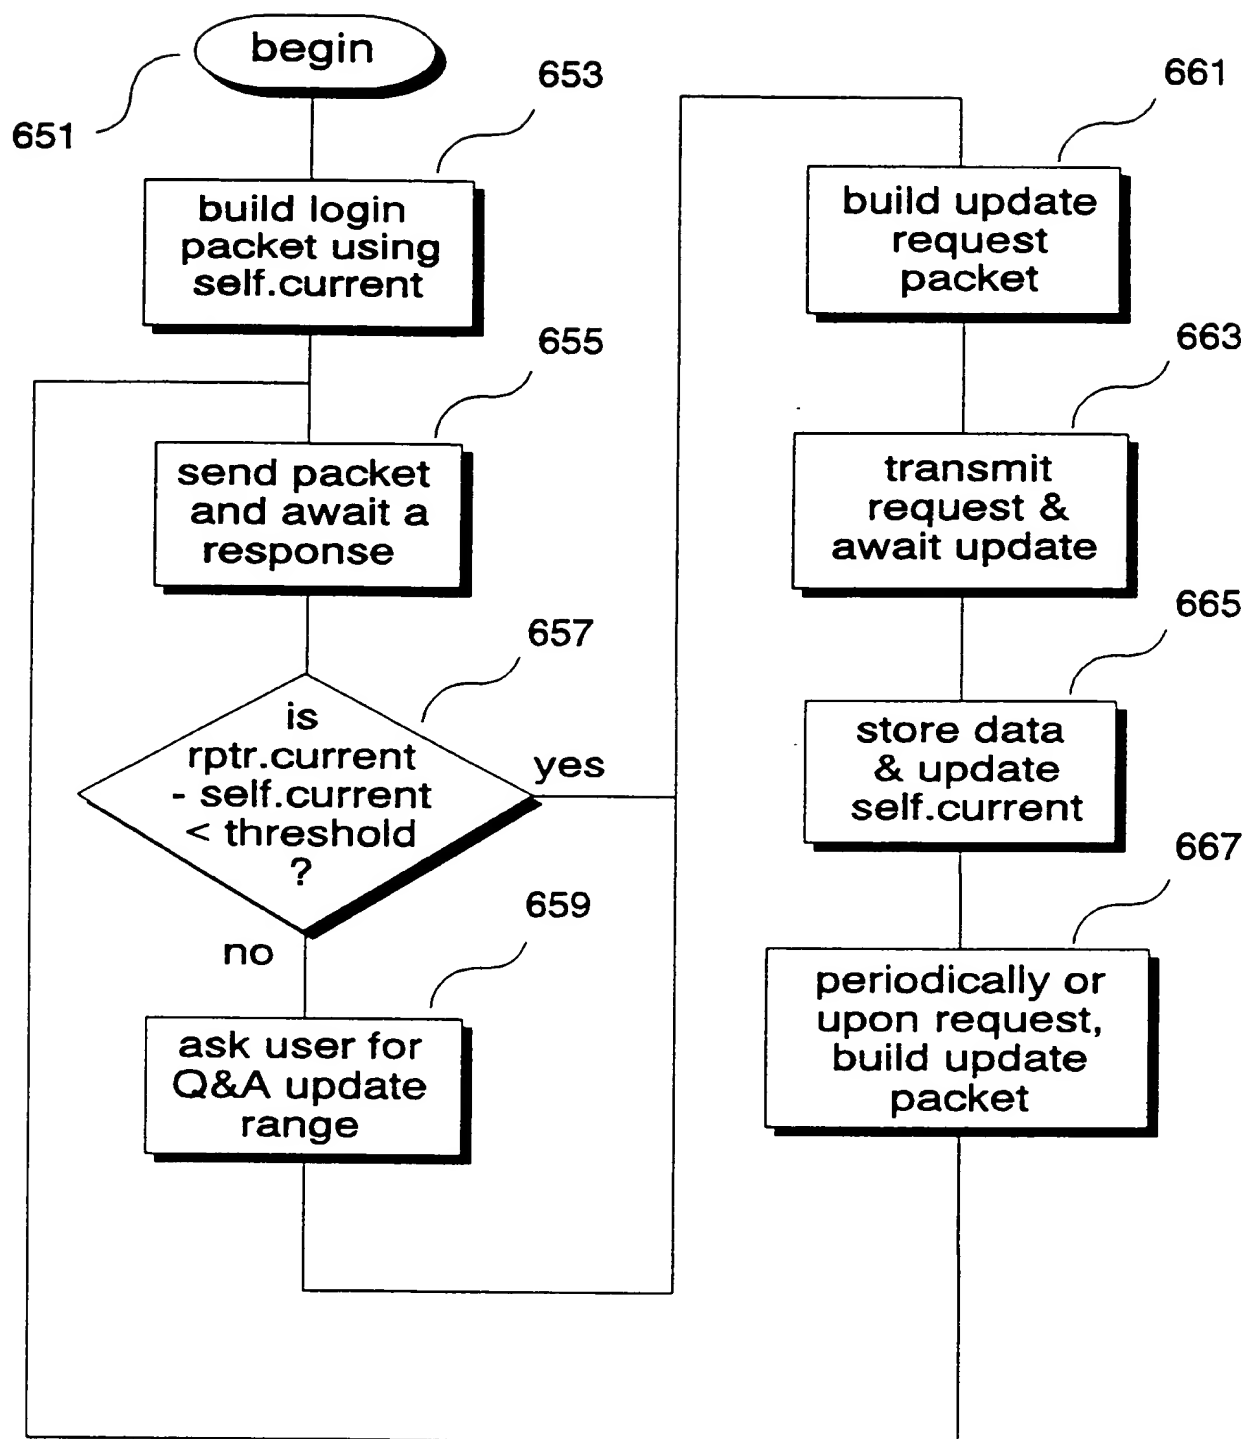 begin
651
653
build login
packet using
self.current
655
send packet
and await a
response
657
is
rptr.current
- self.current
< threshold
?
yes
no
659
ask user for
Q&A update
range
661
build update
request
packet
663
transmit
request &
await update
665
store data
& update
self.current
667
periodically or
upon request,
build update
packet